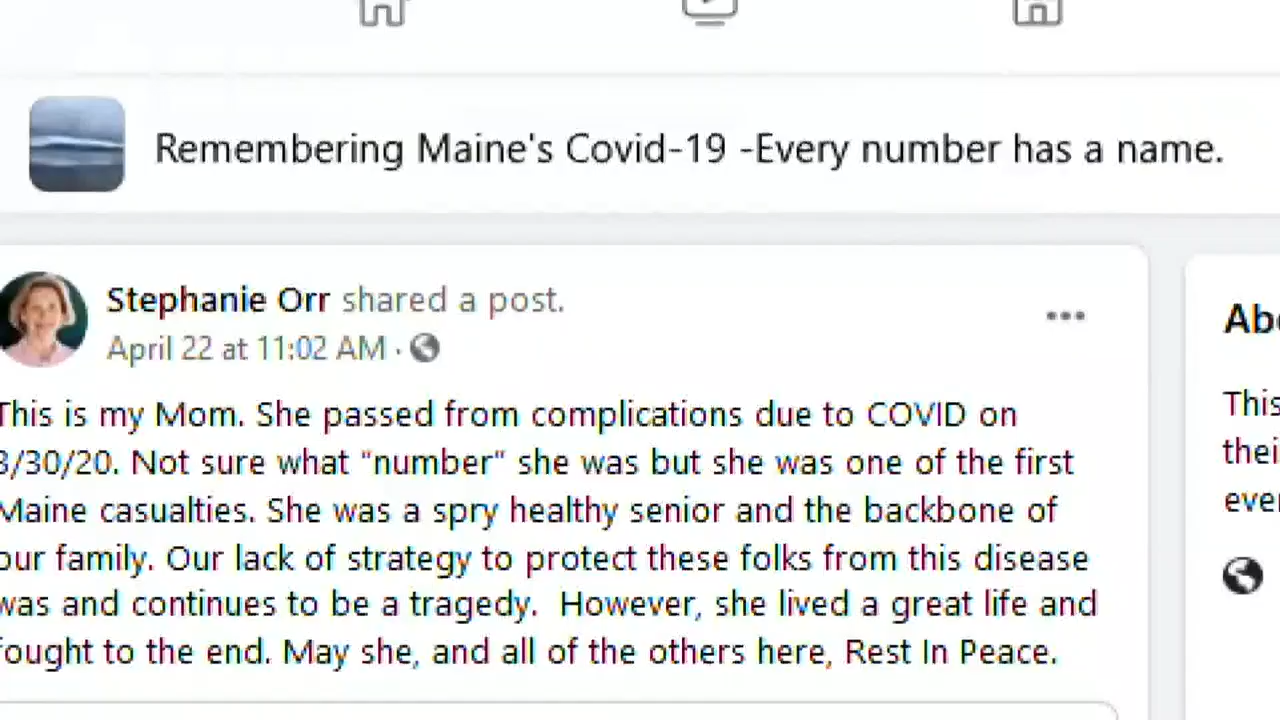 Remembering Maine's Covid-19 -Every number has a name.
Stephanie Orr shared a post.
April 22 at 11:02 AM ·
This is my Mom. She passed from complications due to COVID on
3/30/20. Not sure what "number" she was but she was one of the first
Maine casualties. She was a spry healthy senior and the backbone of
our family. Our lack of strategy to protect these folks from this disease
was and continues to be a tragedy. However, she lived a great life and
fought to the end. May she, and all of the others here, Rest In Peace.
This